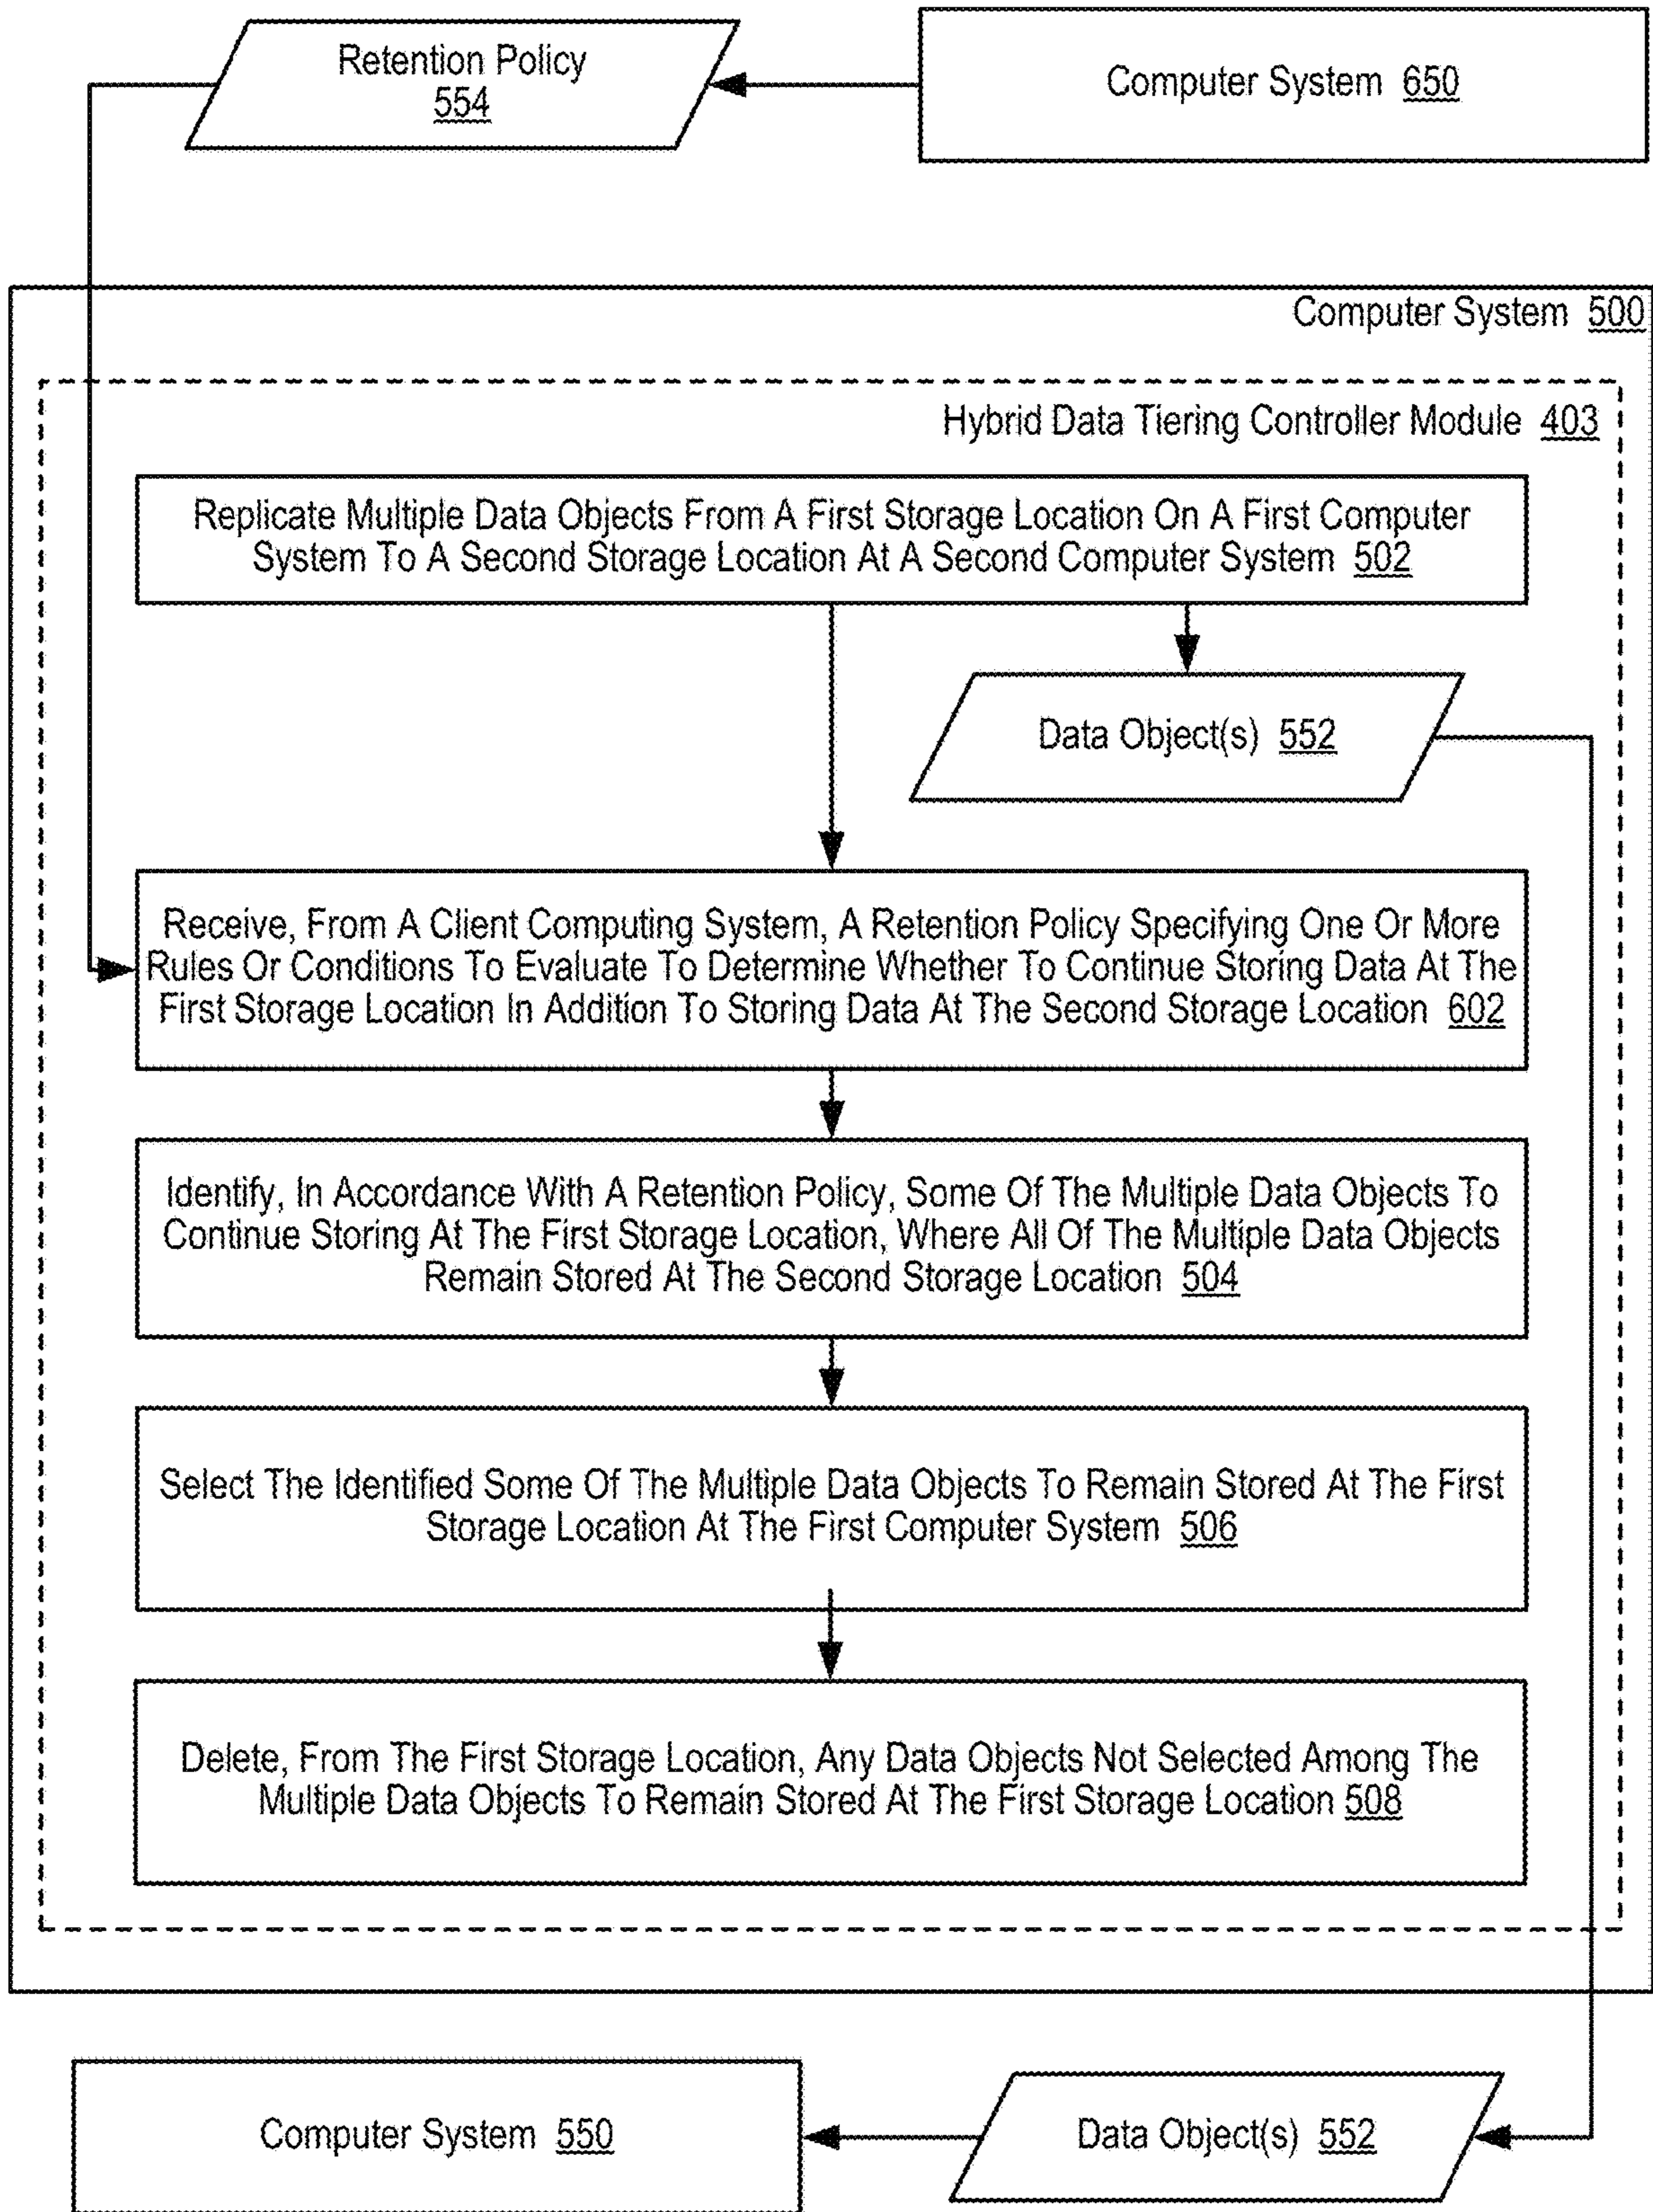 Retention Policy
554
Computer System 650
Computer System 500
Hybrid Data Tiering Controller Module 403
Replicate Multiple Data Objects From A First Storage Location On A First Computer
System To A Second Storage Location At A Second Computer System 502
Data Object(s) 552
Receive, From A Client Computing System, A Retention Policy Specifying One Or More
Rules Or Conditions To Evaluate To Determine Whether To Continue Storing Data At The
First Storage Location In Addition To Storing Data At The Second Storage Location 602
Identify, In Accordance With A Retention Policy, Some Of The Multiple Data Objects To
Continue Storing At The First Storage Location, Where All Of The Multiple Data Objects
Remain Stored At The Second Storage Location 504
Select The Identified Some Of The Multiple Data Objects To Remain Stored At The First
Storage Location At The First Computer System 506
Delete, From The First Storage Location, Any Data Objects Not Selected Among The
Multiple Data Objects To Remain Stored At The First Storage Location 508
Computer System 550
Data Object(s) 552